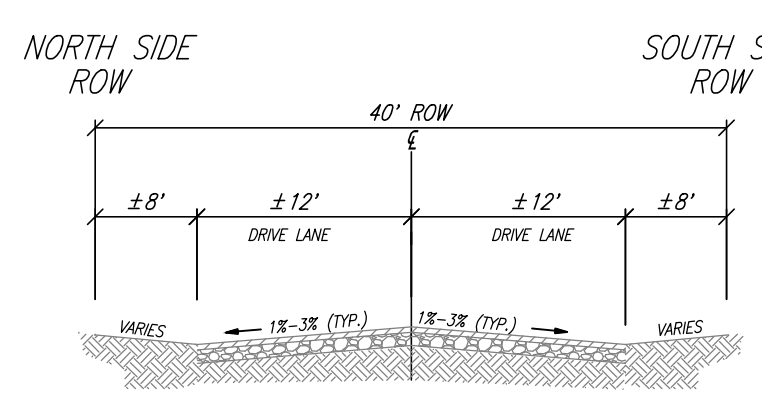 NORTH SIDE
ROW
SOUTH S
ROW
40' ROW
℄
±8'
±12'
±12'
±8'
DRIVE LANE
DRIVE LANE
VARIES
1%-3% (TYP.)
1%-3% (TYP.)
VARIES